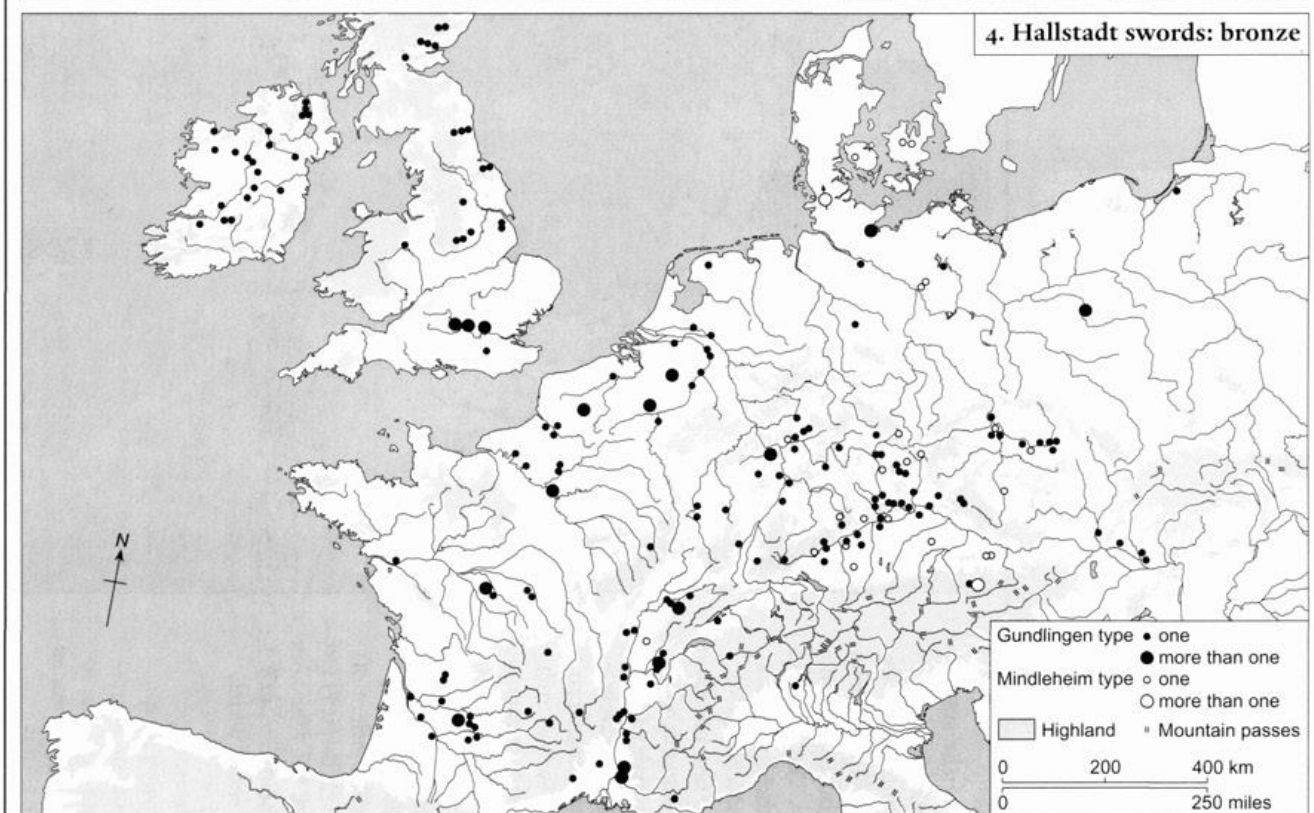 4. Hallstadt swords: bronze
N
Gundlingen type • one
● more than one
Mindleheim type ○ one
○ more than one
Highland
Mountain passes
0 200 400 km
0 250 miles